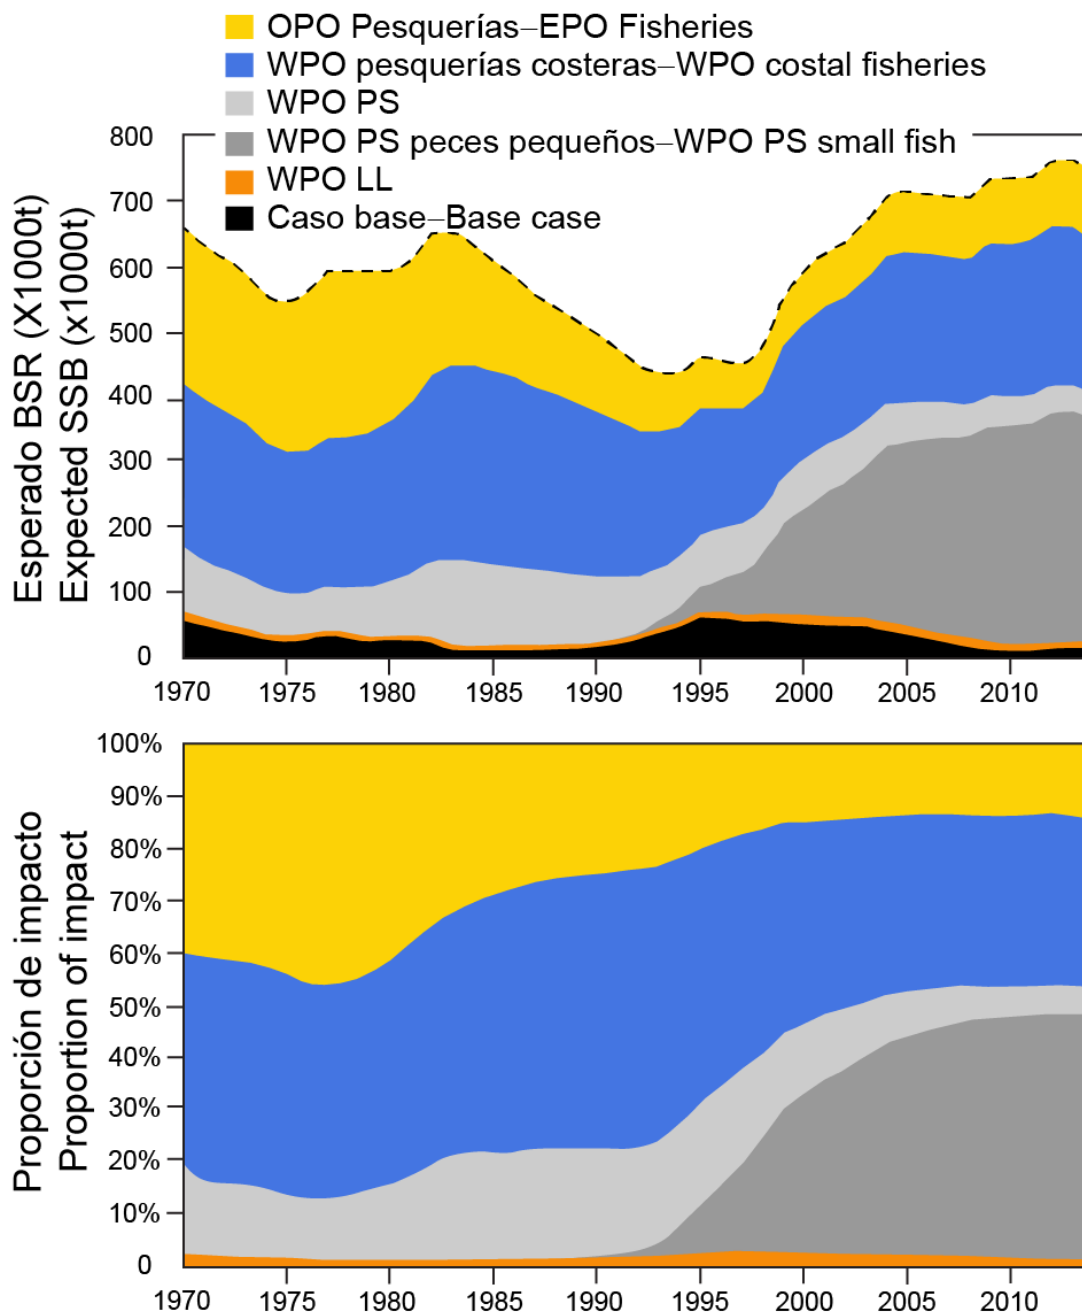 OPO Pesquerías–EPO Fisheries
WPO pesquerías costeras–WPO costal fisheries
WPO PS
WPO PS peces pequeños–WPO PS small fish
WPO LL
Caso base–Base case
Esperado BSR (X1000t)
Expected SSB (x1000t)
800
700
600
500
400
300
200
100
0
1970 1975 1980 1985 1990 1995 2000 2005 2010
Proporción de impacto
Proportion of impact
100%
90%
80%
70%
60%
50%
40%
30%
20%
10%
0
1970 1975 1980 1985 1990 1995 2000 2005 2010